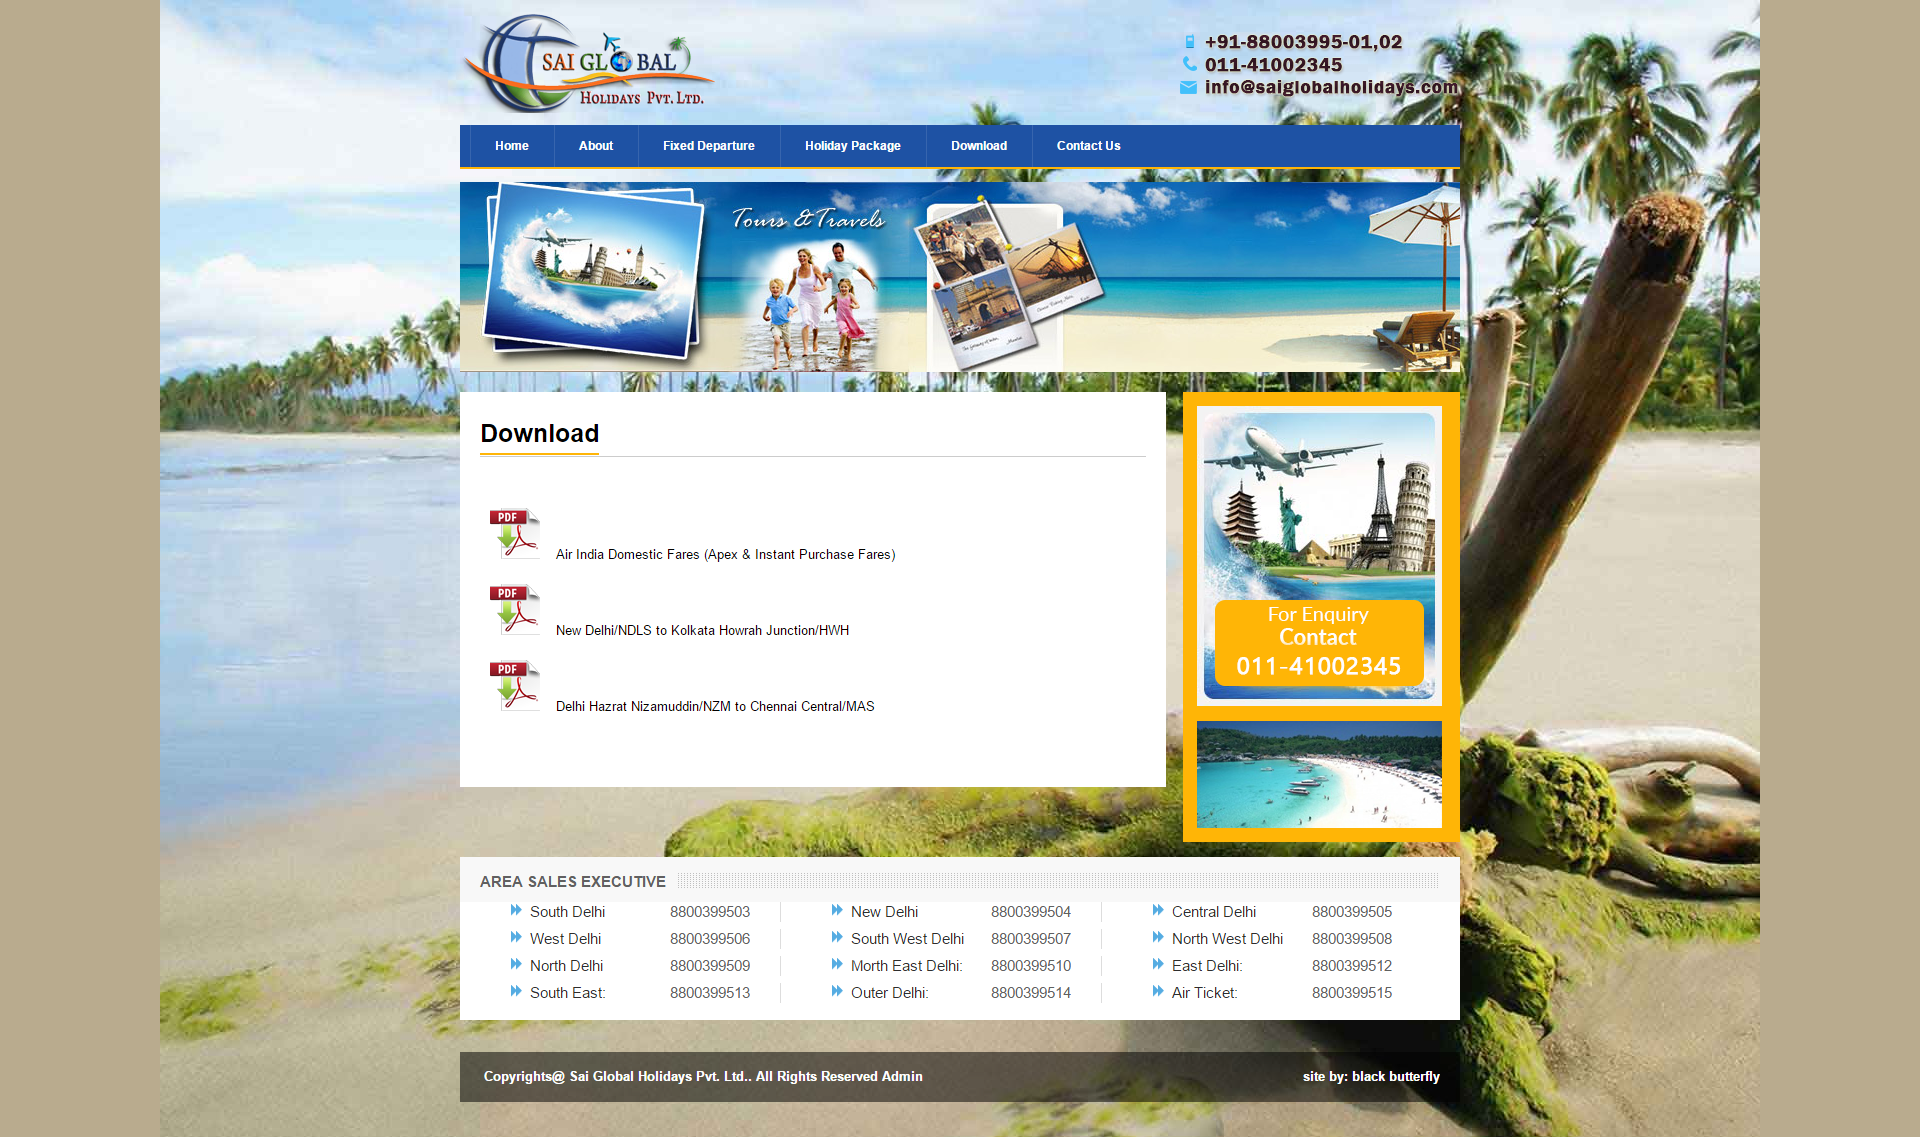 SAI GLOBAL
HOLIDAYS PVT. LTD.
+91-88003995-01,02
011-41002345
info@saiglobalholidays.com
Home About Fixed Departure Holiday Package Download Contact Us
Tours & Travels
Download
PDF
Air India Domestic Fares (Apex & Instant Purchase Fares)
PDF
New Delhi/NDLS to Kolkata Howrah Junction/HWH
PDF
Delhi Hazrat Nizamuddin/NZM to Chennai Central/MAS
For Enquiry
Contact
011-41002345
AREA SALES EXECUTIVE
South Delhi 8800399503 New Delhi 8800399504 Central Delhi 8800399505
West Delhi 8800399506 South West Delhi 8800399507 North West Delhi 8800399508
North Delhi 8800399509 Morth East Delhi: 8800399510 East Delhi: 8800399512
South East: 8800399513 Outer Delhi: 8800399514 Air Ticket: 8800399515
Copyrights@ Sai Global Holidays Pvt. Ltd.. All Rights Reserved Admin site by: black butterfly